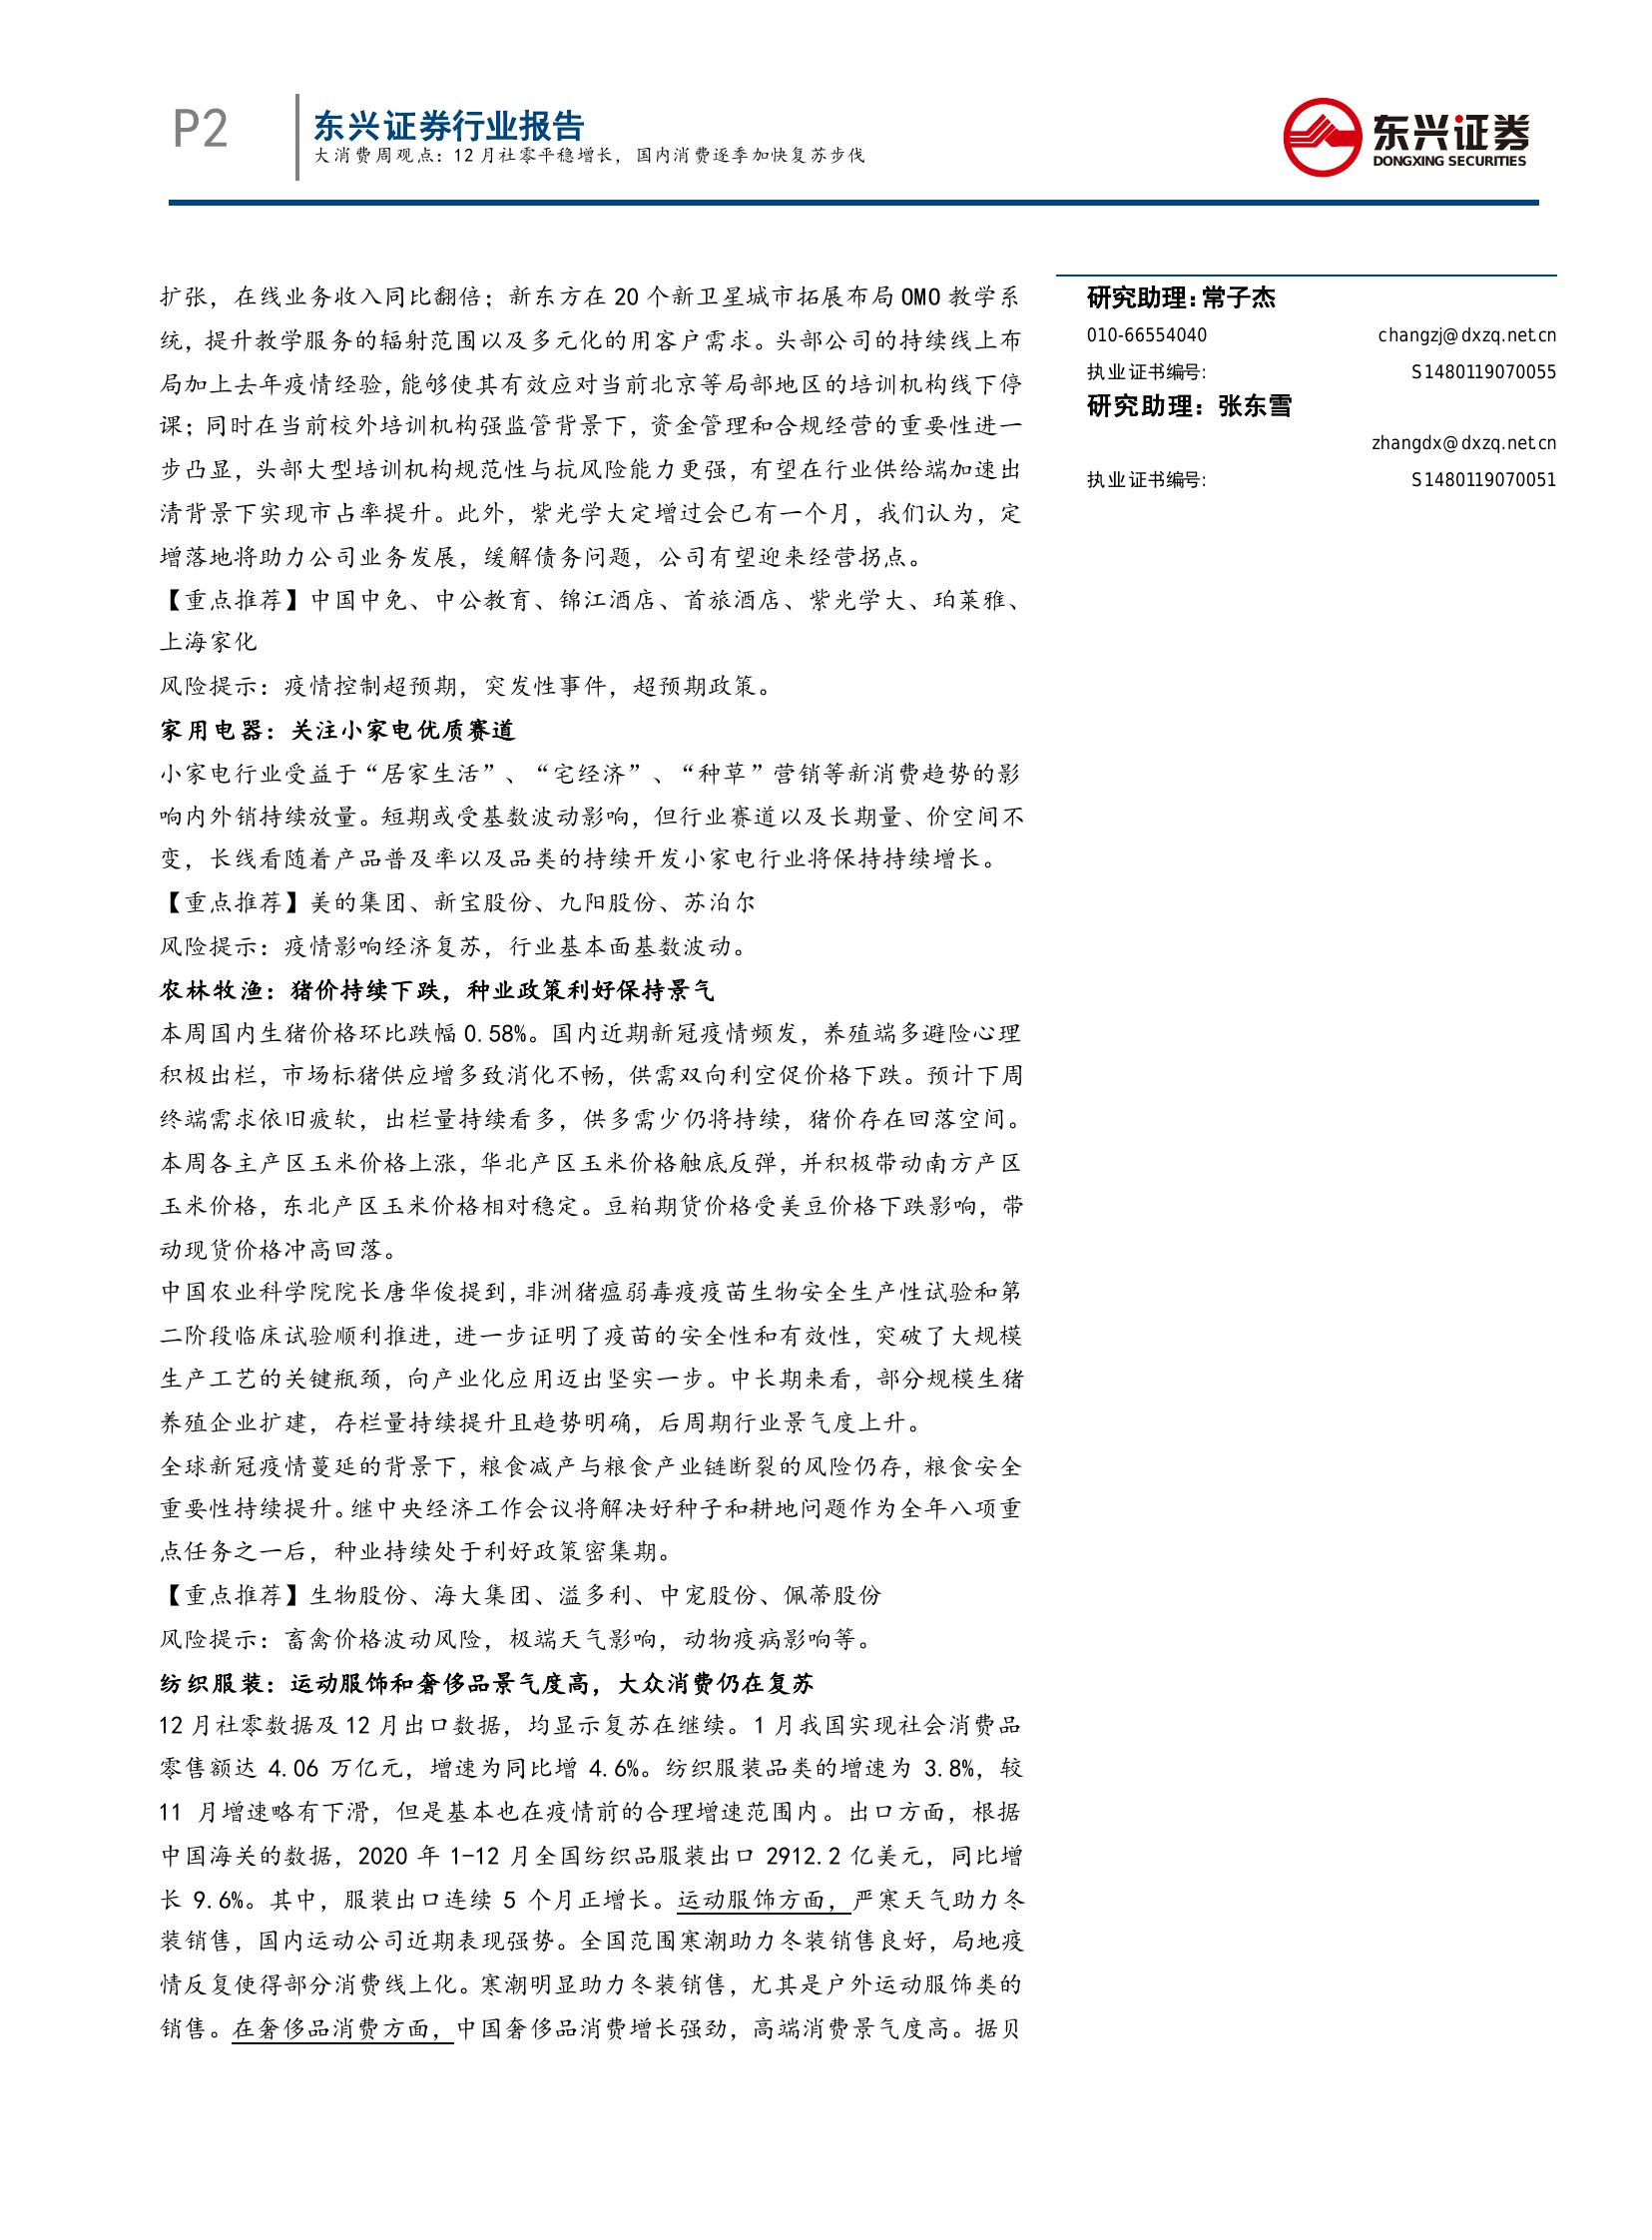 P2
东兴证券行业报告
大消费周观点：12 月社零平稳增长，国内消费逐季加快复苏步伐
东兴证券
DONGXING SECURITIES
扩张，在线业务收入同比翻倍；新东方在 20 个新卫星城市拓展布局 OMO 教学系
统，提升教学服务的辐射范围以及多元化的用客户需求。头部公司的持续线上布
局加上去年疫情经验，能够使其有效应对当前北京等局部地区的培训机构线下停
课；同时在当前校外培训机构强监管背景下，资金管理和合规经营的重要性进一
步凸显，头部大型培训机构规范性与抗风险能力更强，有望在行业供给端加速出
清背景下实现市占率提升。此外，紫光学大定增过会已有一个月，我们认为，定
增落地将助力公司业务发展，缓解债务问题，公司有望迎来经营拐点。
【重点推荐】中国中免、中公教育、锦江酒店、首旅酒店、紫光学大、珀莱雅、
上海家化
风险提示：疫情控制超预期，突发性事件，超预期政策。
家用电器：关注小家电优质赛道
小家电行业受益于“居家生活”、“宅经济”、“种草”营销等新消费趋势的影
响内外销持续放量。短期或受基数波动影响，但行业赛道以及长期量、价空间不
变，长线看随着产品普及率以及品类的持续开发小家电行业将保持持续增长。
【重点推荐】美的集团、新宝股份、九阳股份、苏泊尔
风险提示：疫情影响经济复苏，行业基本面基数波动。
农林牧渔：猪价持续下跌，种业政策利好保持景气
本周国内生猪价格环比跌幅 0.58%。国内近期新冠疫情频发，养殖端多避险心理
积极出栏，市场标猪供应增多致消化不畅，供需双向利空促价格下跌。预计下周
终端需求依旧疲软，出栏量持续看多，供多需少仍将持续，猪价存在回落空间。
本周各主产区玉米价格上涨，华北产区玉米价格触底反弹，并积极带动南方产区
玉米价格，东北产区玉米价格相对稳定。豆粕期货价格受美豆价格下跌影响，带
动现货价格冲高回落。
中国农业科学院院长唐华俊提到，非洲猪瘟弱毒疫疫苗生物安全生产性试验和第
二阶段临床试验顺利推进，进一步证明了疫苗的安全性和有效性，突破了大规模
生产工艺的关键瓶颈，向产业化应用迈出坚实一步。中长期来看，部分规模生猪
养殖企业扩建，存栏量持续提升且趋势明确，后周期行业景气度上升。
全球新冠疫情蔓延的背景下，粮食减产与粮食产业链断裂的风险仍存，粮食安全
重要性持续提升。继中央经济工作会议将解决好种子和耕地问题作为全年八项重
点任务之一后，种业持续处于利好政策密集期。
【重点推荐】生物股份、海大集团、溢多利、中宠股份、佩蒂股份
风险提示：畜禽价格波动风险，极端天气影响，动物疫病影响等。
纺织服装：运动服饰和奢侈品景气度高，大众消费仍在复苏
12 月社零数据及 12 月出口数据，均显示复苏在继续。1 月我国实现社会消费品
零售额达 4.06 万亿元，增速为同比增 4.6%。纺织服装品类的增速为 3.8%，较
11 月增速略有下滑，但是基本也在疫情前的合理增速范围内。出口方面，根据
中国海关的数据，2020 年 1-12 月全国纺织品服装出口 2912.2 亿美元，同比增
长 9.6%。其中，服装出口连续 5 个月正增长。运动服饰方面，严寒天气助力冬
装销售，国内运动公司近期表现强势。全国范围寒潮助力冬装销售良好，局地疫
情反复使得部分消费线上化。寒潮明显助力冬装销售，尤其是户外运动服饰类的
销售。在奢侈品消费方面，中国奢侈品消费增长强劲，高端消费景气度高。据贝
研究助理：常子杰
010-66554040 changzj@dxzq.net.cn
执业证书编号: S1480119070055
研究助理：张东雪
zhangdx@dxzq.net.cn
执业证书编号: S1480119070051